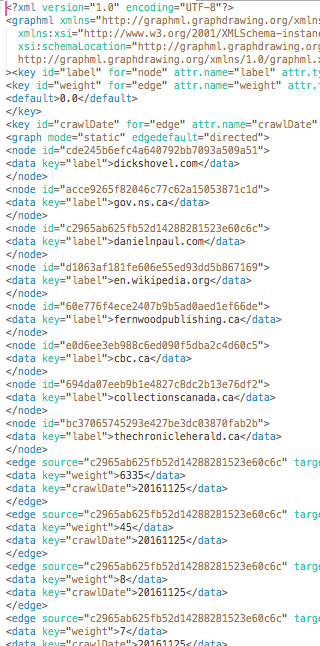 <?xml version="1.0" encoding="UTF-8"?>
<graphml xmlns="http://graphml.graphdrawing.org/xmlns
xmlns:xsi="http://www.w3.org/2001/XMLSchema-instanc
xsi:schemaLocation="http://graphml.graphdrawing.org
http://graphml.graphdrawing.org/xmlns/1.0/graphml.x
><key id="label" for="node" attr.name="label" attr.ty
<key id="weight" for="edge" attr.name="weight" attr.t
<default>0.0</default>
</key>
<key id="crawlDate" for="edge" attr.name="crawlDate"
<graph mode="static" edgedefault="directed">
<node id="cde245b6efc4a640792bb7093a509a51">
<data key="label">dickshovel.com</data>
</node>
<node id="acce9265f82046c77c62a15053871c1d">
<data key="label">gov.ns.ca</data>
</node>
<node id="c2965ab625fb52d14288281523e60c6c">
<data key="label">danielnpaul.com</data>
</node>
<node id="d1063af181fe606e55ed93dd5b867169">
<data key="label">en.wikipedia.org</data>
</node>
<node id="60e776f4ece2407b9b5ad0aed1ef66de">
<data key="label">fernwoodpublishing.ca</data>
</node>
<node id="e0d6ee3eb988c6ed090f5dba2c4d60c5">
<data key="label">cbc.ca</data>
</node>
<node id="694da07eeb9b1e4827c8dc2b13e76df2">
<data key="label">collectionscanada.ca</data>
</node>
<node id="bc37065745293e427be3dc03870fab2b">
<data key="label">thechronicleherald.ca</data>
</node>
<edge source="c2965ab625fb52d14288281523e60c6c" targe
<data key="weight">6335</data>
<data key="crawlDate">20161125</data>
</edge>
<edge source="c2965ab625fb52d14288281523e60c6c" targe
<data key="weight">45</data>
<data key="crawlDate">20161125</data>
</edge>
<edge source="c2965ab625fb52d14288281523e60c6c" targe
<data key="weight">8</data>
<data key="crawlDate">20161125</data>
</edge>
<edge source="c2965ab625fb52d14288281523e60c6c" targe
<data key="weight">7</data>
<data key="crawlDate">20161125</data>